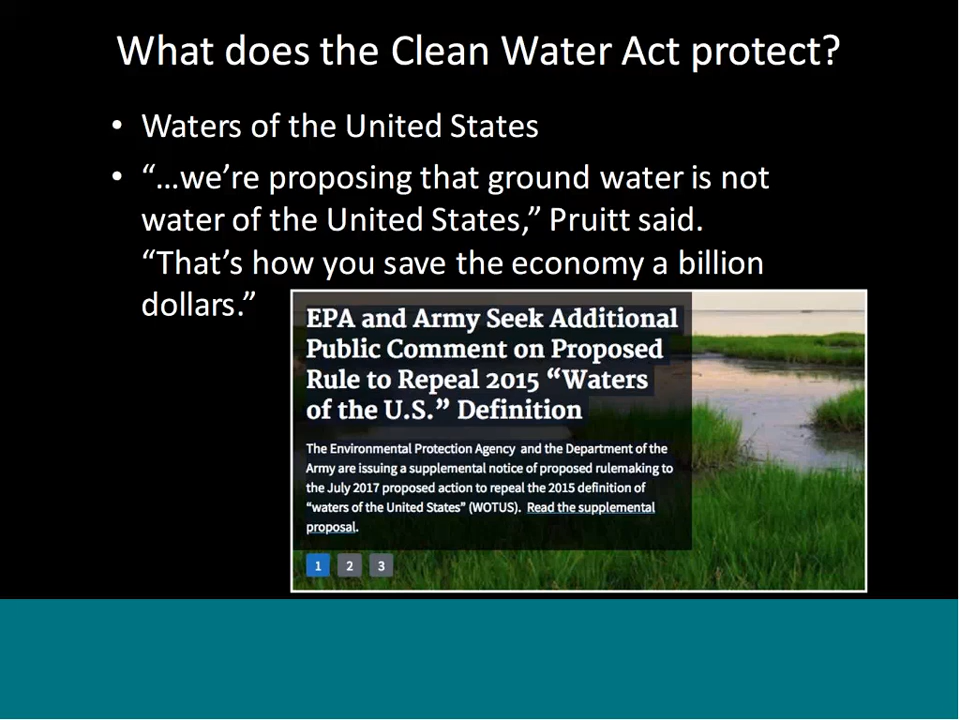 What does the Clean Water Act protect?
• Waters of the United States
• “…we’re proposing that ground water is not
water of the United States,” Pruitt said.
“That’s how you save the economy a billion
dollars.”
EPA and Army Seek Additional
Public Comment on Proposed
Rule to Repeal 2015 “Waters
of the U.S.” Definition
The Environmental Protection Agency and the Department of the
Army are issuing a supplemental notice of proposed rulemaking to
the July 2017 proposed action to repeal the 2015 definition of
“waters of the United States” (WOTUS). Read the supplemental
proposal.
1 2 3